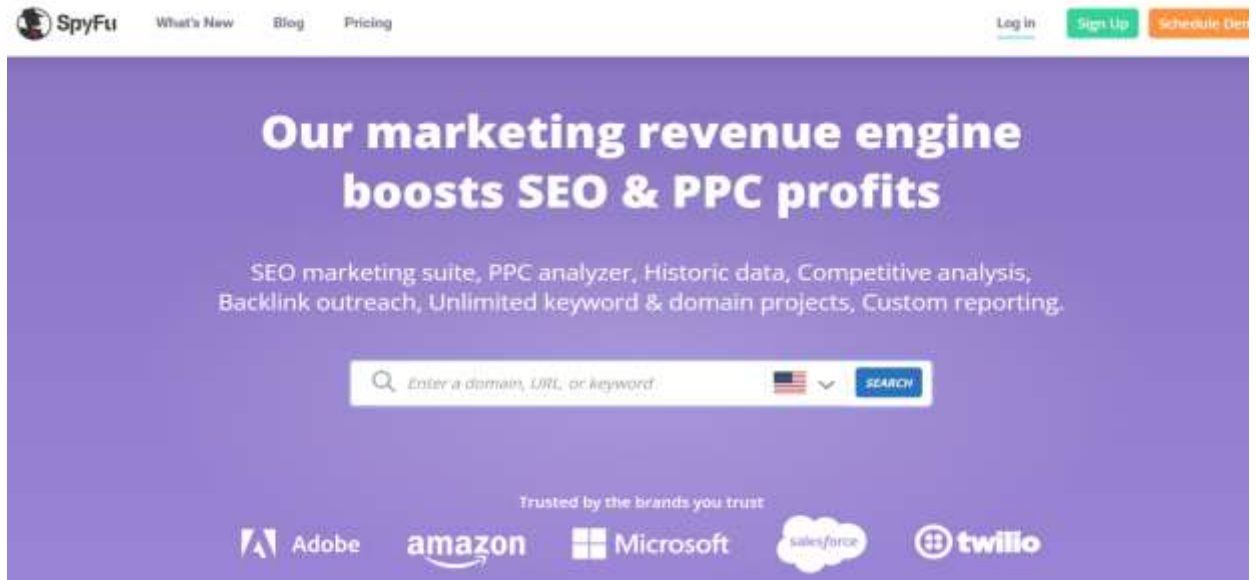 SpyFu What's New Blog Pricing Log in Sign Up Schedule Dem
Our marketing revenue engine
boosts SEO & PPC profits
SEO marketing suite, PPC analyzer, Historic data, Competitive analysis,
Backlink outreach, Unlimited keyword & domain projects, Custom reporting.
Enter a domain, URL, or keyword SEARCH
Trusted by the brands you trust
Adobe amazon Microsoft salesforce twilio